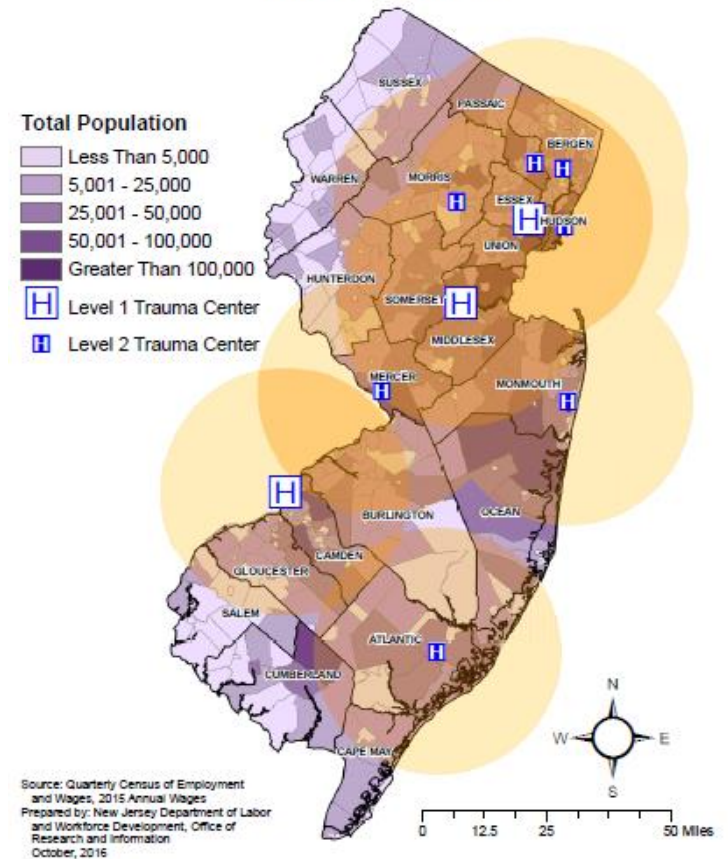 Total Population
Less Than 5,000
5,001 - 25,000
25,001 - 50,000
50,001 - 100,000
Greater Than 100,000
H Level 1 Trauma Center
H Level 2 Trauma Center
SUSSEX
PASSAIC
BERGEN
H
H
WARREN
MORRIS
H
ESSEX
H
HUDSON
H
UNION
HUNTERDON
SOMERSET
H
MIDDLESEX
MERCER
H
MONMOUTH
H
H
BURLINGTON
OCEAN
CAMDEN
GLOUCESTER
SALEM
ATLANTIC
H
CUMBERLAND
CAPE MAY
N
W
E
S
Source: Quarterly Census of Employment
and Wages, 2015 Annual Wages
Prepared by: New Jersey Department of Labor
and Workforce Development, Office of
Research and Information
October, 2016
0 12.5 25 50 Miles